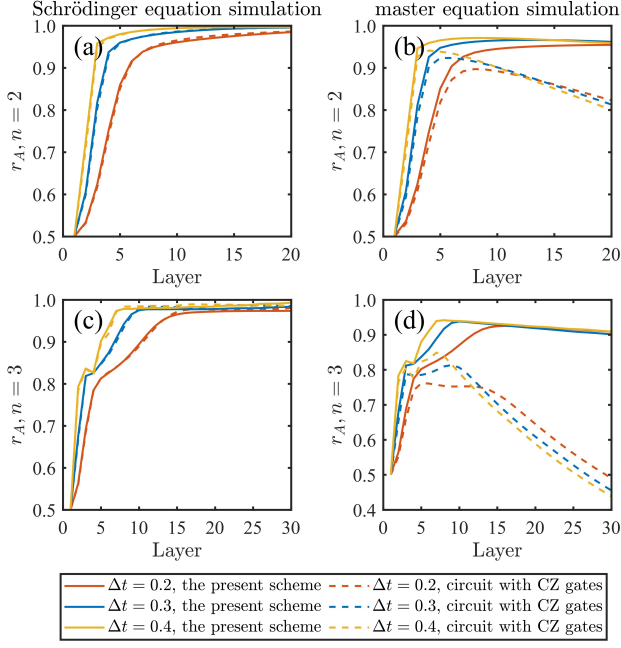 Schrödinger equation simulation
master equation simulation
(a)
1.0
0.9
0.8
0.7
0.6
0.5
r_A, n = 2
0 5 10 15 20
Layer
(b)
1.0
0.9
0.8
0.7
0.6
0.5
r_A, n = 2
0 5 10 15 20
Layer
(c)
1.0
0.9
0.8
0.7
0.6
0.5
r_A, n = 3
0 5 10 15 20 25 30
Layer
(d)
1.0
0.9
0.8
0.7
0.6
0.5
0.4
r_A, n = 3
0 5 10 15 20 25 30
Layer
Δt = 0.2, the present scheme
Δt = 0.2, circuit with CZ gates
Δt = 0.3, the present scheme
Δt = 0.3, circuit with CZ gates
Δt = 0.4, the present scheme
Δt = 0.4, circuit with CZ gates